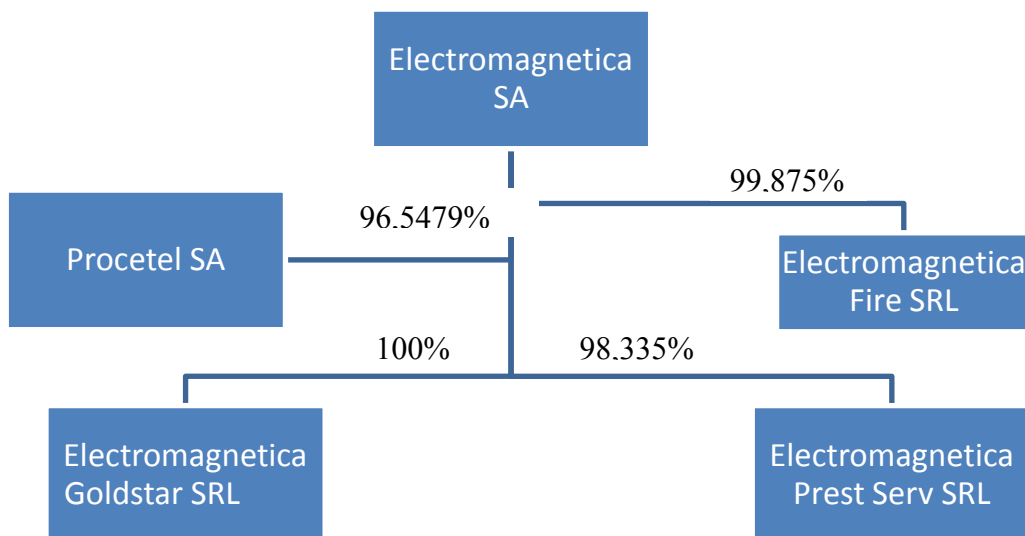 Electromagnetica
SA
99.875%
96.5479%
Procetel SA
Electromagnetica
Fire SRL
100%
98.335%
Electromagnetica
Goldstar SRL
Electromagnetica
Prest Serv SRL